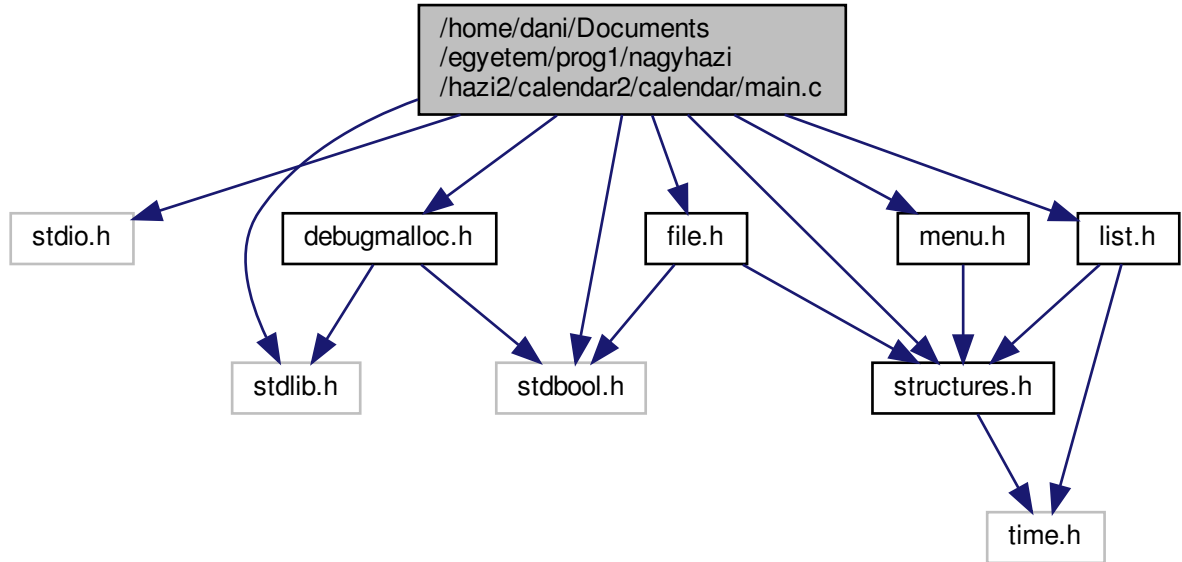 /home/dani/Documents
/egyetem/prog1/nagyhazi
/hazi2/calendar2/calendar/main.c
stdio.h
debugmalloc.h
file.h
menu.h
list.h
stdlib.h
stdbool.h
structures.h
time.h